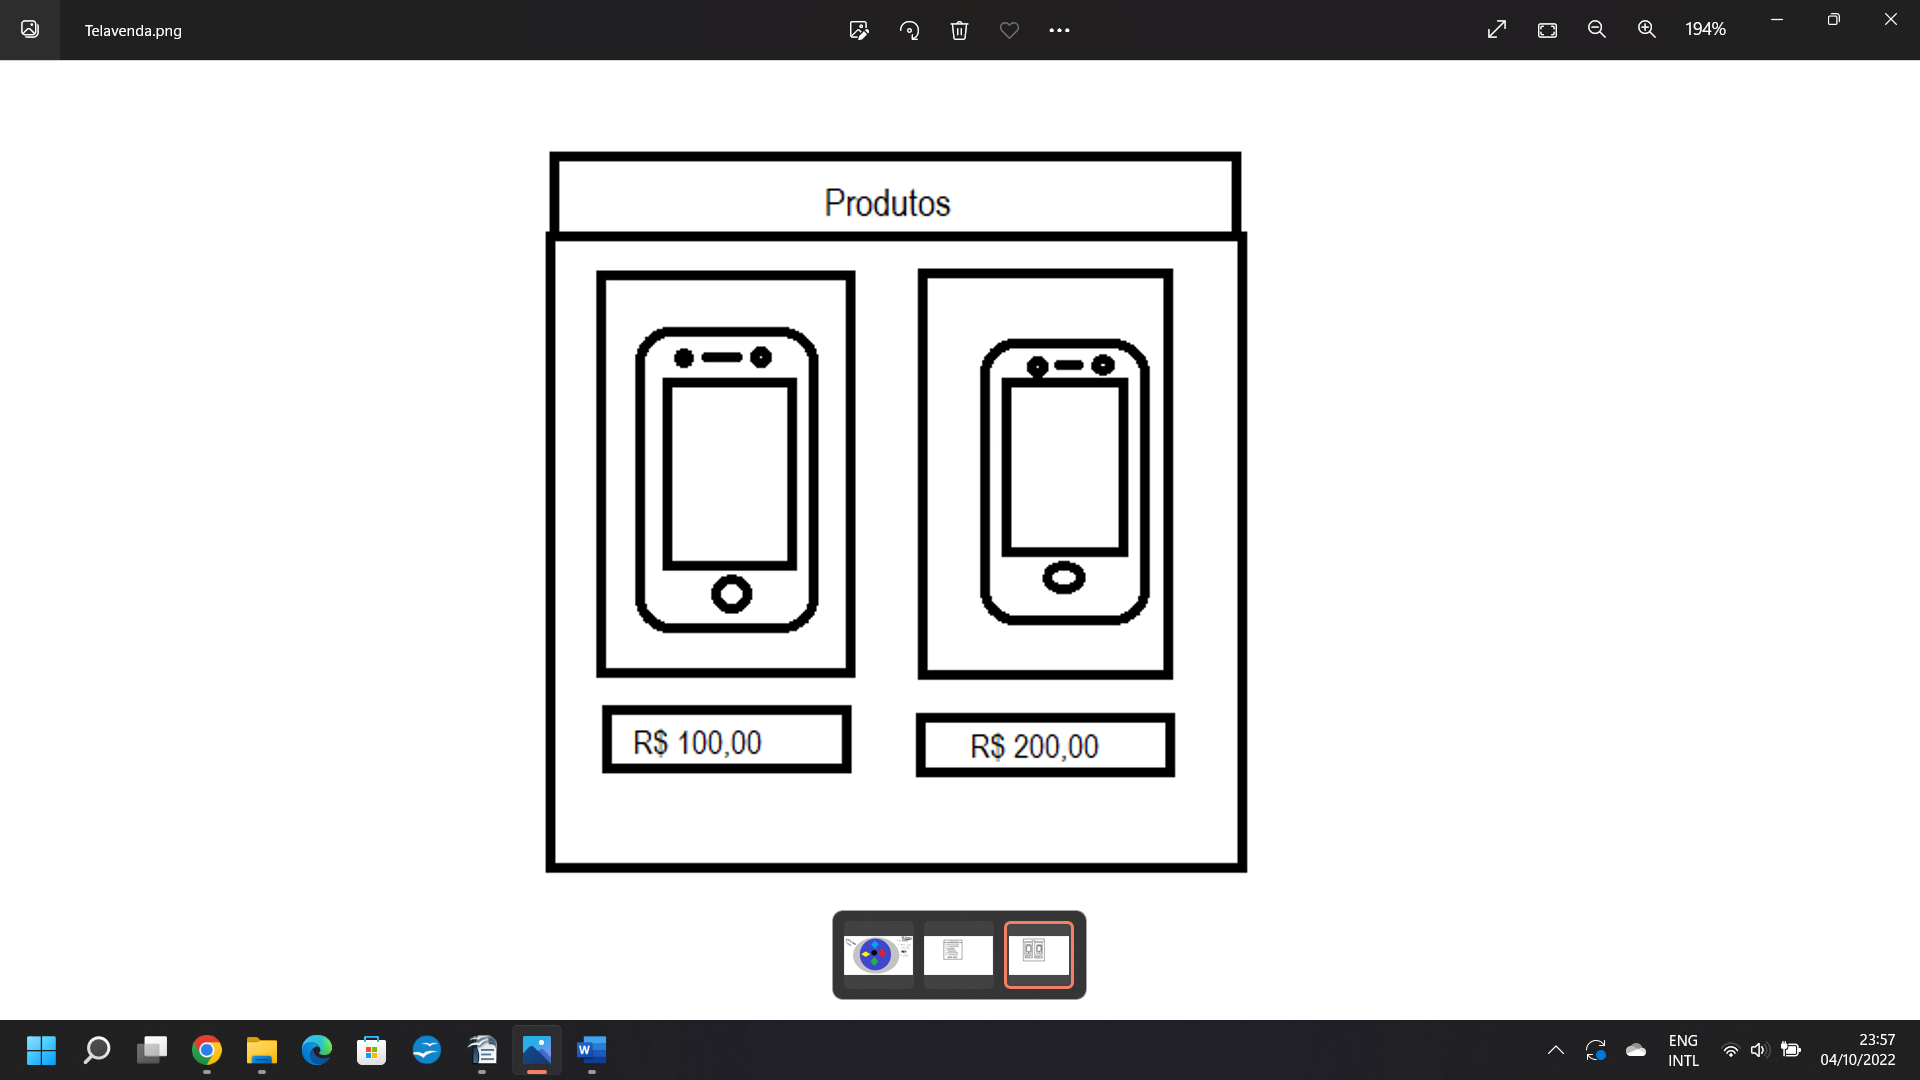 Telavenda.png
194%
Produtos
R$ 100,00
R$ 200,00
ENG
INTL
23:57
04/10/2022